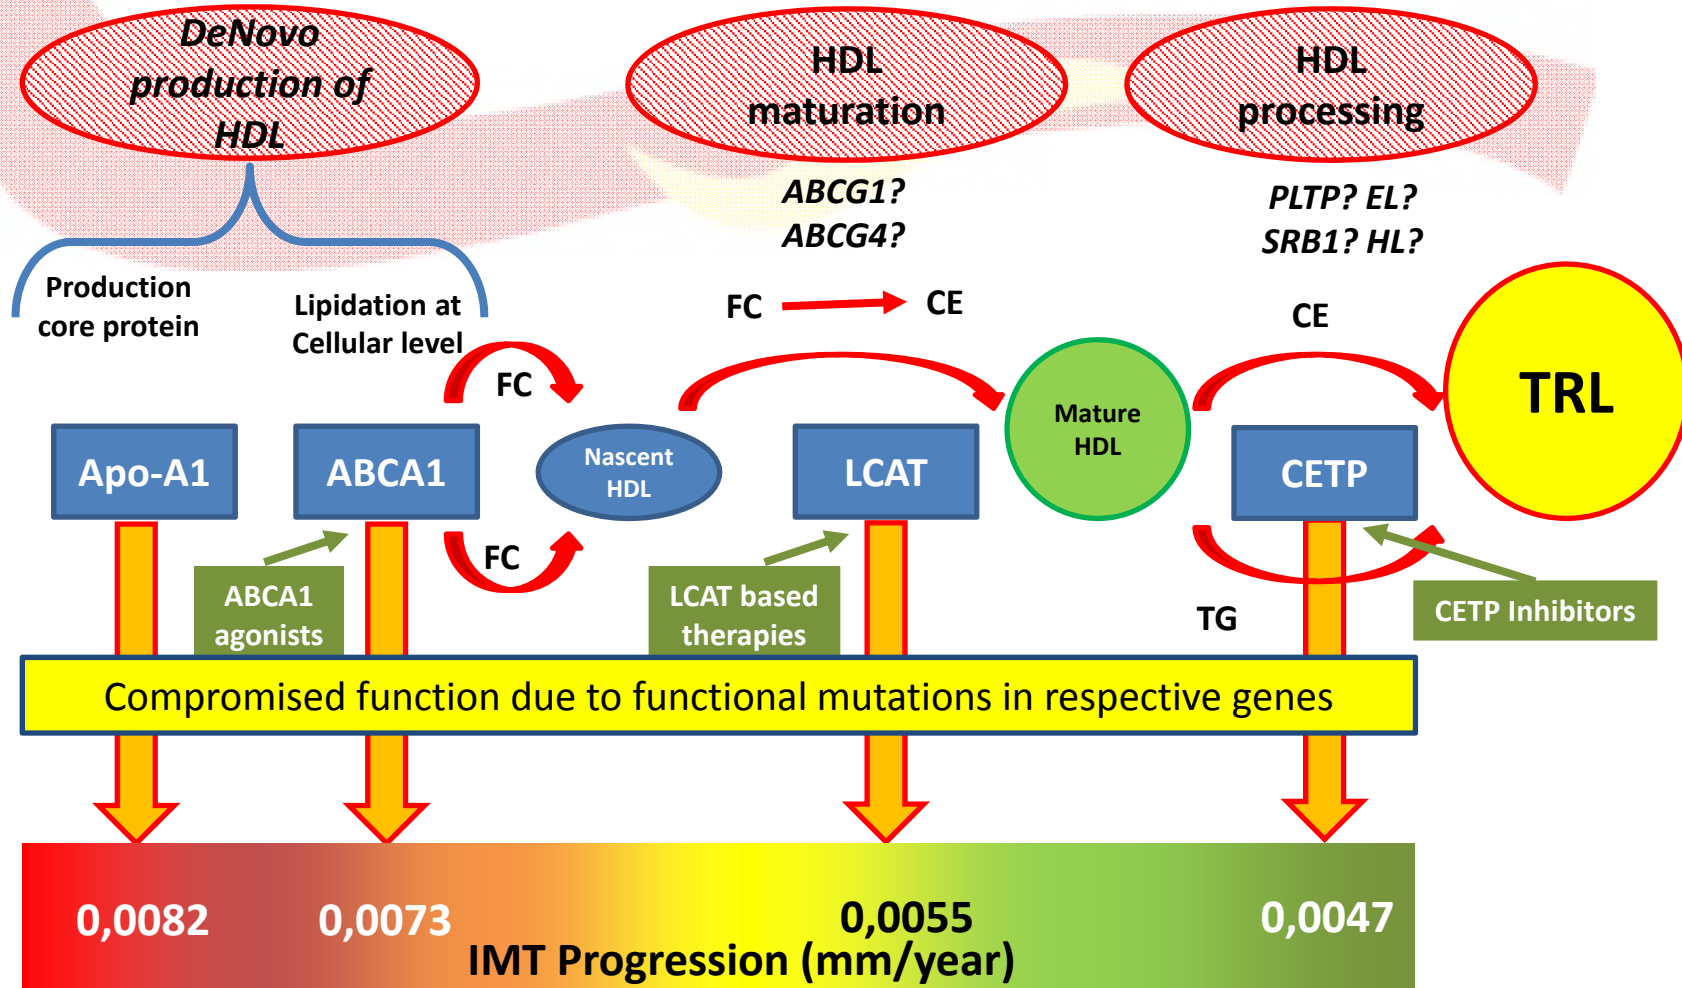 DeNovo
production of
HDL
HDL
maturation
HDL
processing
ABCG1?
ABCG4?
PLTP? EL?
SRB1? HL?
Production
core protein
Lipidation at
Cellular level
FC
FC
CE
CE
Apo-A1
ABCA1
Nascent
HDL
LCAT
Mature
HDL
CETP
TRL
FC
TG
ABCA1
agonists
LCAT based
therapies
CETP Inhibitors
Compromised function due to functional mutations in respective genes
0,0082
0,0073
0,0055
0,0047
IMT Progression (mm/year)